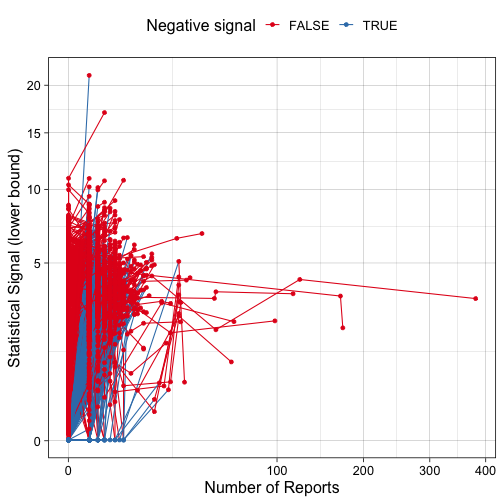 Negative signal FALSE TRUE
Statistical Signal (lower bound)
20
15
10
5
0
0 100 200 300 400
Number of Reports